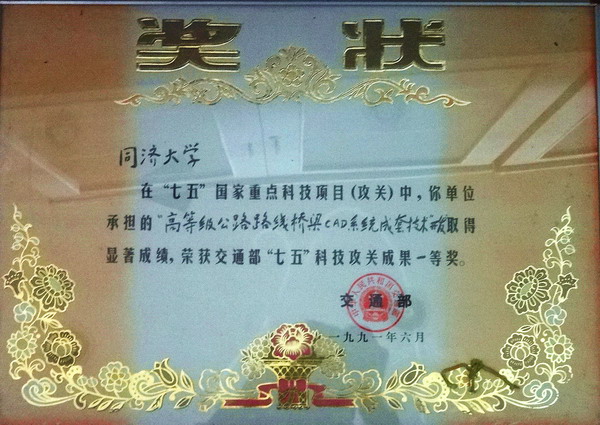 奖状
同济大学
在“七五”国家重点科技项目(攻关)中,你单位
承担的“高等级公路路线桥梁CAD系统成套技术”取得
显著成绩,荣获交通部“七五”科技攻关成果一等奖。
交通部
一九九一年六月